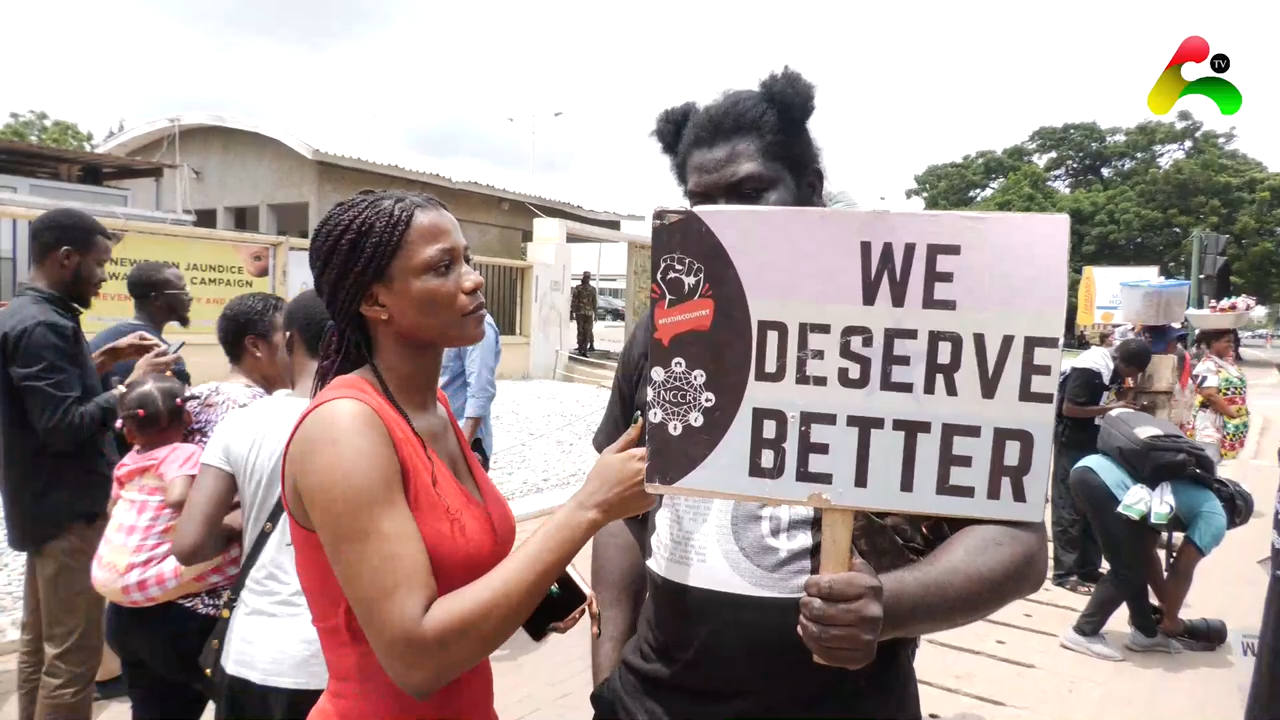 TV
NEWBORN JAUNDICE
CAMPAIGN
WE
DESERVE
BETTER
#FIXTHECOUNTRY
NCCR